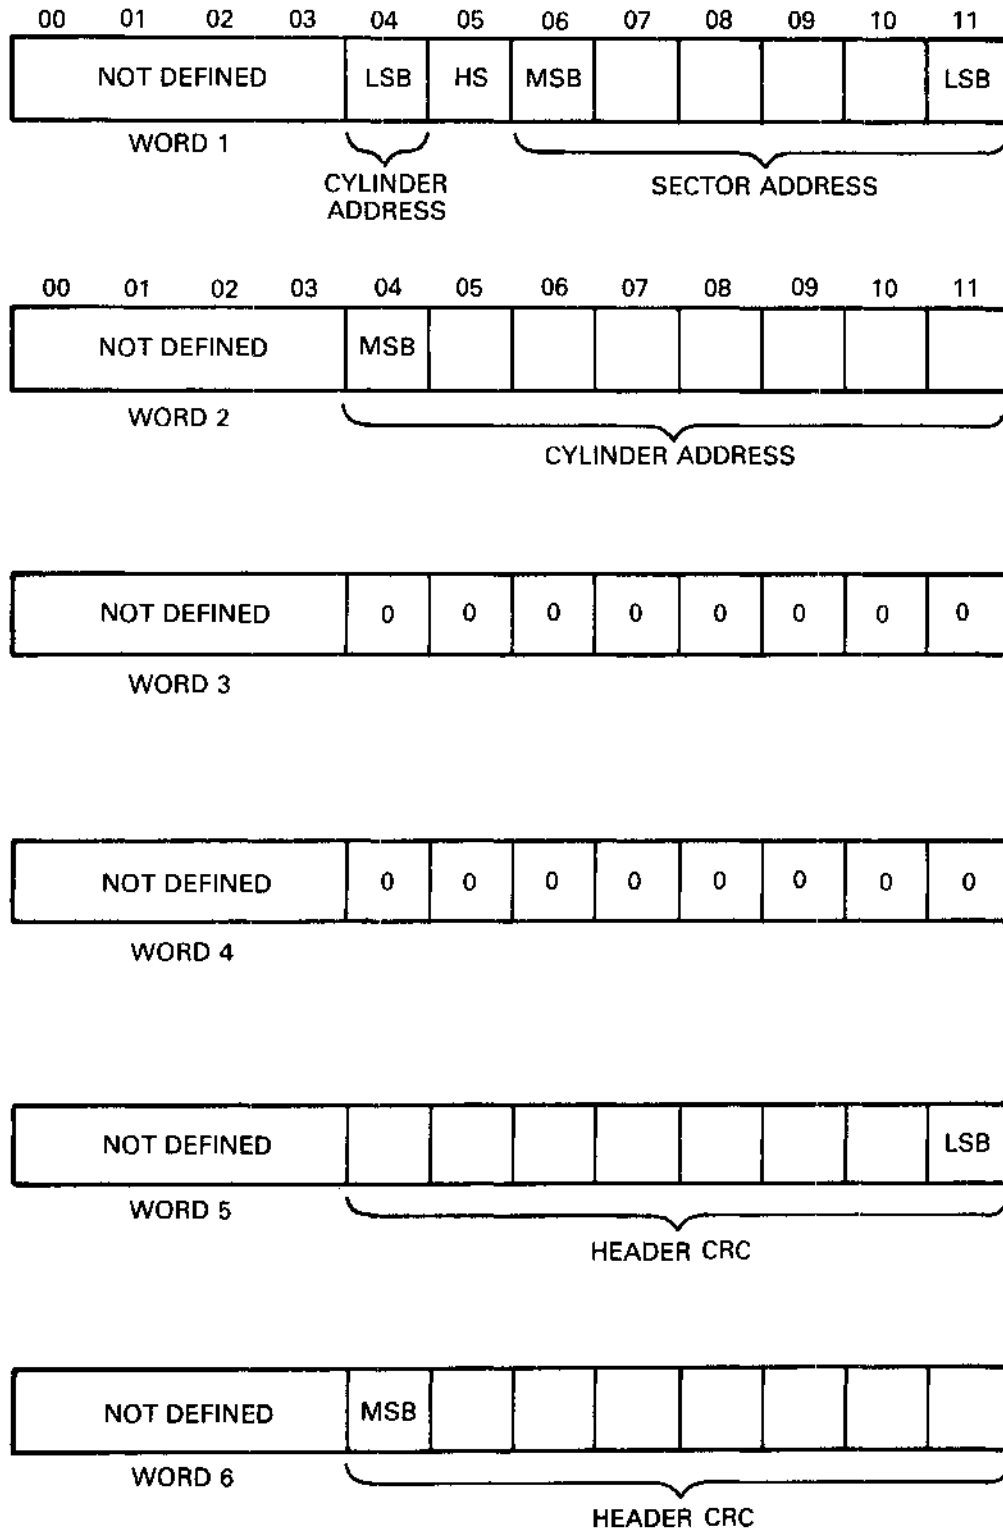 00 01 02 03 04 05 06 07 08 09 10 11
NOT DEFINED LSB HS MSB LSB
WORD 1
CYLINDER ADDRESS
SECTOR ADDRESS
00 01 02 03 04 05 06 07 08 09 10 11
NOT DEFINED MSB
WORD 2
CYLINDER ADDRESS
NOT DEFINED 0 0 0 0 0 0 0 0
WORD 3
NOT DEFINED 0 0 0 0 0 0 0 0
WORD 4
NOT DEFINED LSB
WORD 5
HEADER CRC
NOT DEFINED MSB
WORD 6
HEADER CRC